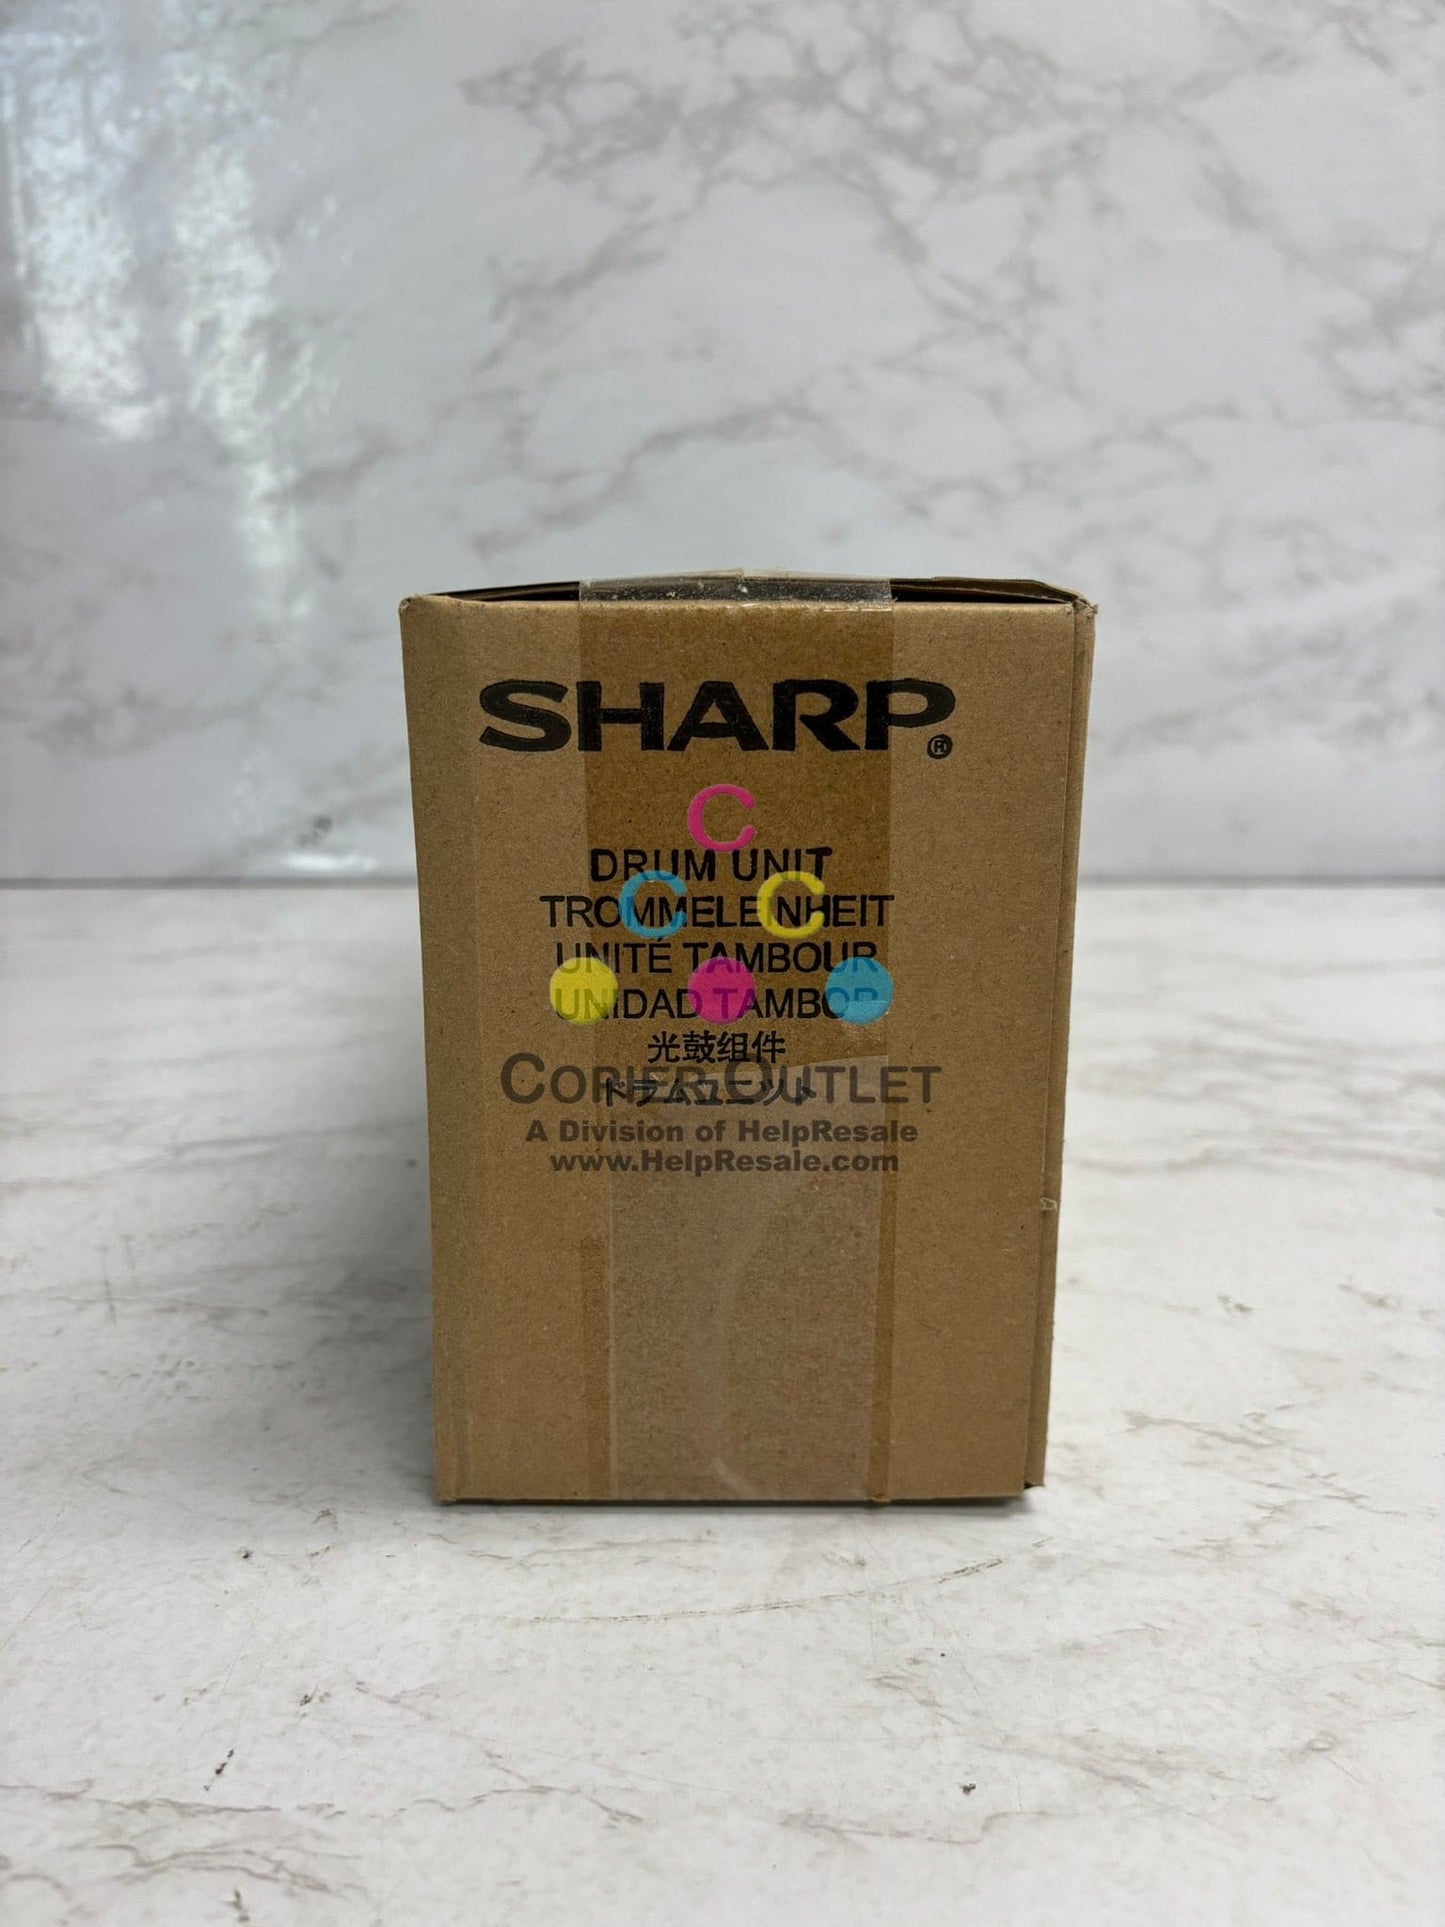 SHARP®
C
DRUM UNIT
C C
TROMMELEINHEIT
UNITÉ TAMBOUR
UNIDAD TAMBOR
光鼓组件
COPIER OUTLET
ドラムユニット
A Division of HelpResale
www.HelpResale.com